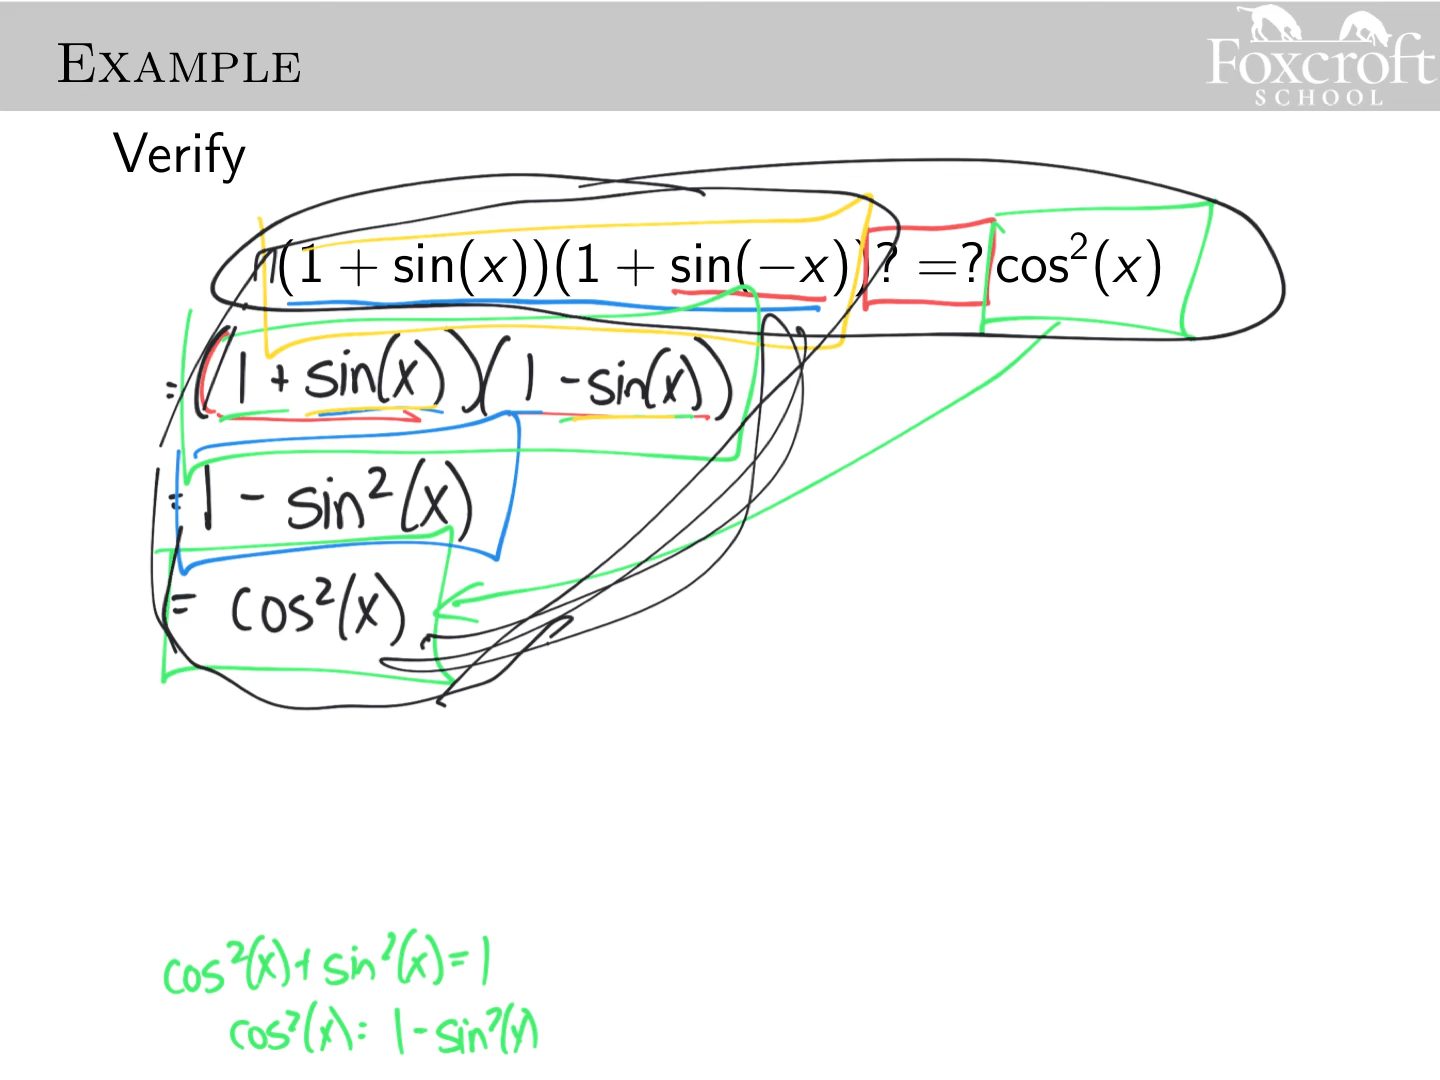 EXAMPLE
Foxcroft
SCHOOL
Verify
(1 + sin(x))(1 + sin(−x))? =? cos²(x)
= (1 + sin(x))(1 - sin(x))
= 1 - sin²(x)
= cos²(x)
cos²(x) + sin²(x) = 1
cos²(x) = 1 - sin²(x)